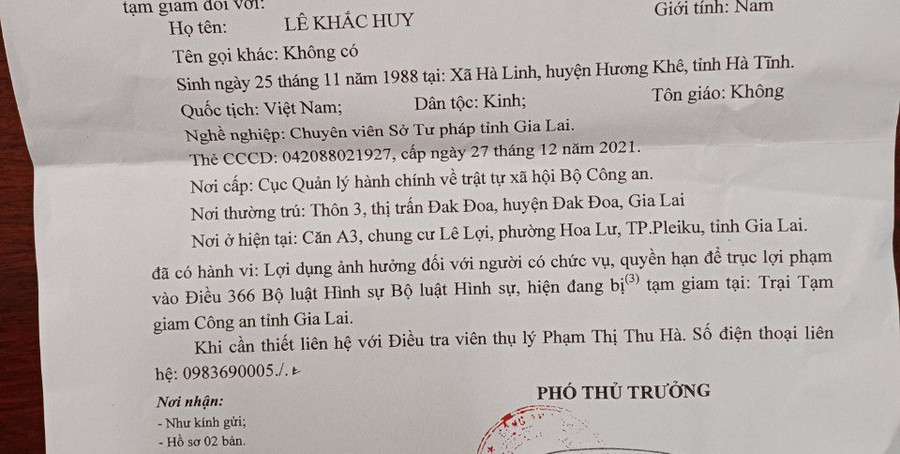 tạm giam đối với:
Họ tên: LÊ KHẮC HUY Giới tính: Nam
Tên gọi khác: Không có
Sinh ngày 25 tháng 11 năm 1988 tại: Xã Hà Linh, huyện Hương Khê, tỉnh Hà Tĩnh.
Quốc tịch: Việt Nam; Dân tộc: Kinh; Tôn giáo: Không
Nghề nghiệp: Chuyên viên Sở Tư pháp tỉnh Gia Lai.
Thẻ CCCD: 042088021927, cấp ngày 27 tháng 12 năm 2021.
Nơi cấp: Cục Quản lý hành chính về trật tự xã hội Bộ Công an.
Nơi thường trú: Thôn 3, thị trấn Đak Đoa, huyện Đak Đoa, Gia Lai
Nơi ở hiện tại: Căn A3, chung cư Lê Lợi, phường Hoa Lư, TP.Pleiku, tỉnh Gia Lai.
đã có hành vi: Lợi dụng ảnh hưởng đối với người có chức vụ, quyền hạn để trục lợi phạm
vào Điều 366 Bộ luật Hình sự Bộ luật Hình sự, hiện đang bị(3) tạm giam tại: Trại Tạm
giam Công an tỉnh Gia Lai.
Khi cần thiết liên hệ với Điều tra viên thụ lý Phạm Thị Thu Hà. Số điện thoại liên
hệ: 0983690005./.
PHÓ THỦ TRƯỞNG
Nơi nhận:
- Như kính gửi;
- Hồ sơ 02 bản.